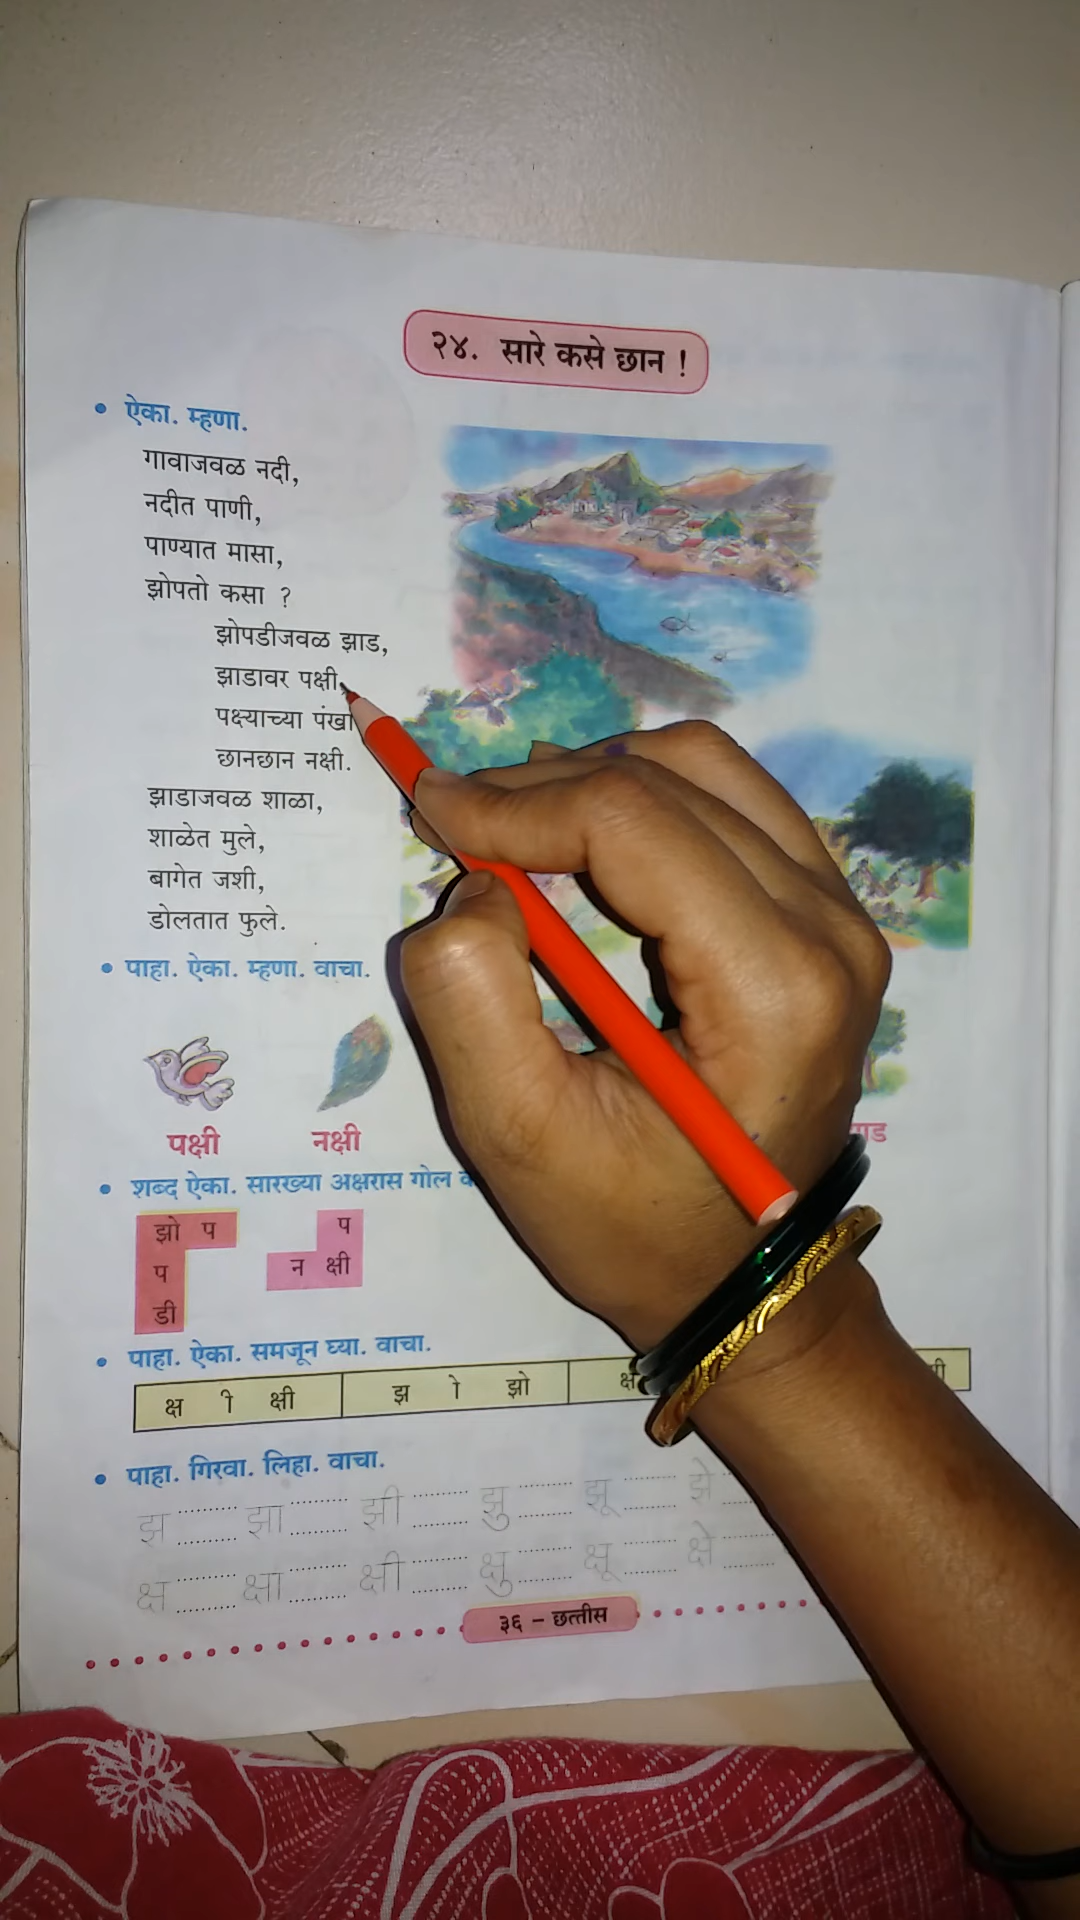 २४. सारे कसे छान !
• ऐका. म्हणा.
गावाजवळ नदी,
नदीत पाणी,
पाण्यात मासा,
झोपतो कसा ?
झोपडीजवळ झाड,
झाडावर पक्षी,
पक्ष्याच्या पंखा
छानछान नक्षी.
झाडाजवळ शाळा,
शाळेत मुले,
बागेत जशी,
डोलतात फुले.
• पाहा. ऐका. म्हणा. वाचा.
पक्षी नक्षी
• शब्द ऐका. सारख्या अक्षरास गोल
झो प
प
डी
प
न क्षी
• पाहा. ऐका. समजून घ्या. वाचा.
क्ष ी क्षी झ ो झो क्ष
• पाहा. गिरवा. लिहा. वाचा.
झ झा झी झु झू झे
क्ष क्षा क्षी क्षु क्षू क्षे
३६ – छत्तीस